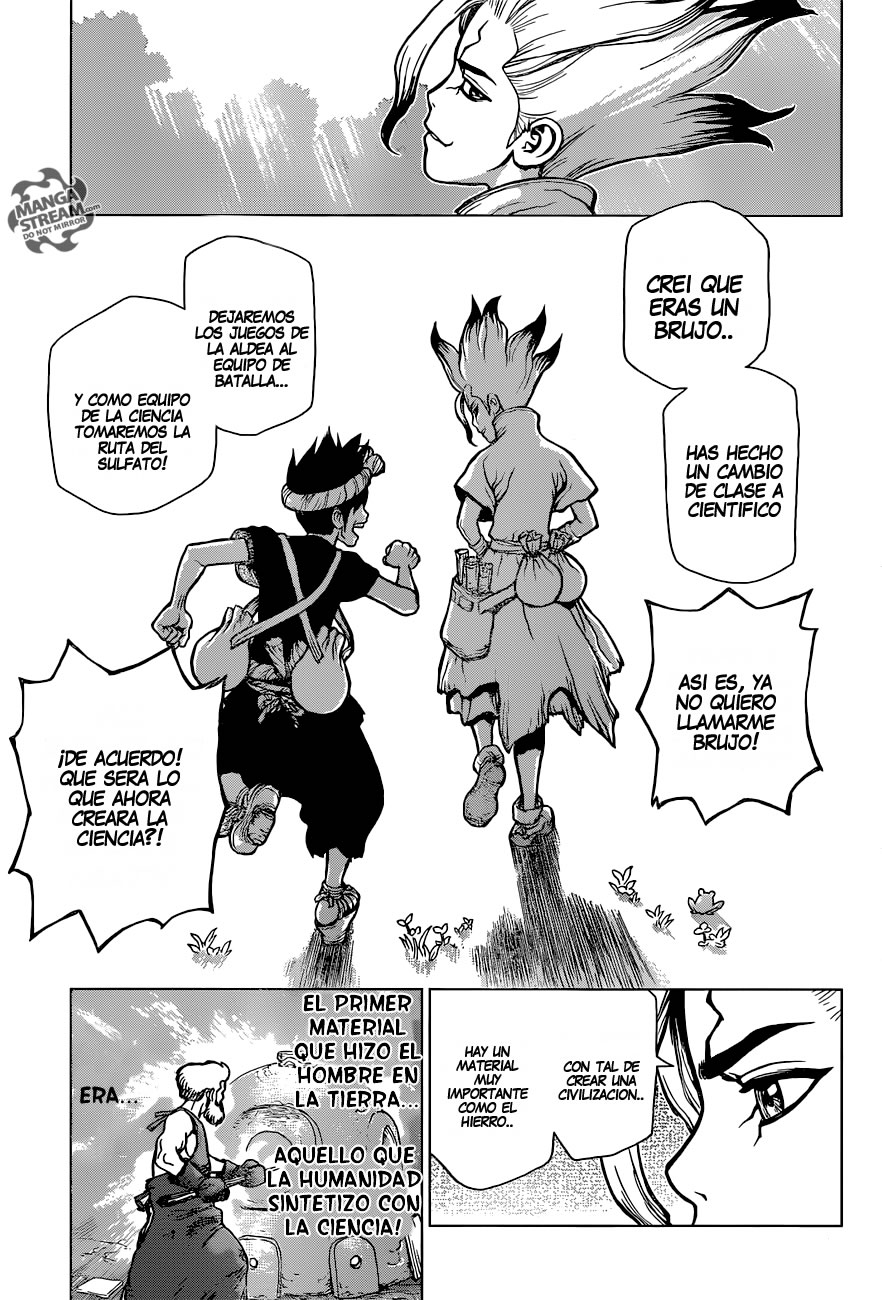 MANGA
STREAM.com
DO NOT MIRROR
CREI QUE
ERAS UN
BRUJO..
HAS HECHO
UN CAMBIO
DE CLASE A
CIENTIFICO
ASI ES, YA
NO QUIERO
LLAMARME
BRUJO!
DEJAREMOS
LOS JUEGOS DE
LA ALDEA AL
EQUIPO DE
BATALLA...
Y COMO EQUIPO
DE LA CIENCIA
TOMAREMOS LA
RUTA DEL
SULFATO!
¡DE ACUERDO!
QUE SERA LO
QUE AHORA
CREARA LA
CIENCIA?!
CON TAL DE
CREAR UNA
CIVILIZACION..
HAY UN
MATERIAL
MUY
IMPORTANTE
COMO EL
HIERRO..
EL PRIMER
MATERIAL
QUE HIZO EL
HOMBRE EN
LA TIERRA...
AQUELLO QUE
LA HUMANIDAD
SINTETIZO CON
LA CIENCIA!
ERA...